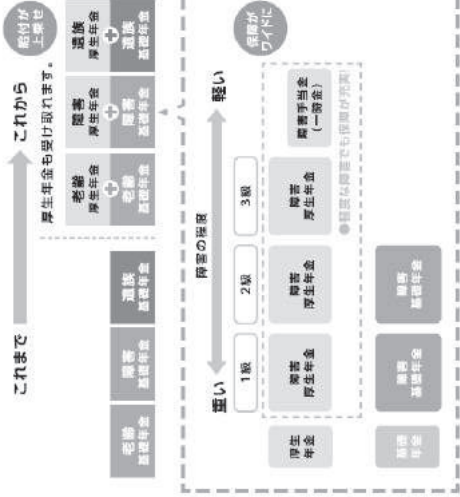 これまで
これから
給付が
上乗せ
厚生年金も受け取れます。
老齢
基礎年金
障害
基礎年金
遺族
基礎年金
老齢
厚生年金
+
老齢
基礎年金
障害
厚生年金
+
障害
基礎年金
遺族
厚生年金
+
遺族
基礎年金
保障が
ワイドに
重い
障害の程度
軽い
1級
2級
3級
厚生
年金
障害
厚生年金
障害
厚生年金
障害
厚生年金
障害手当金
(一時金)
●軽度な障害でも保障が充実!
基礎
年金
障害
基礎年金
障害
基礎年金